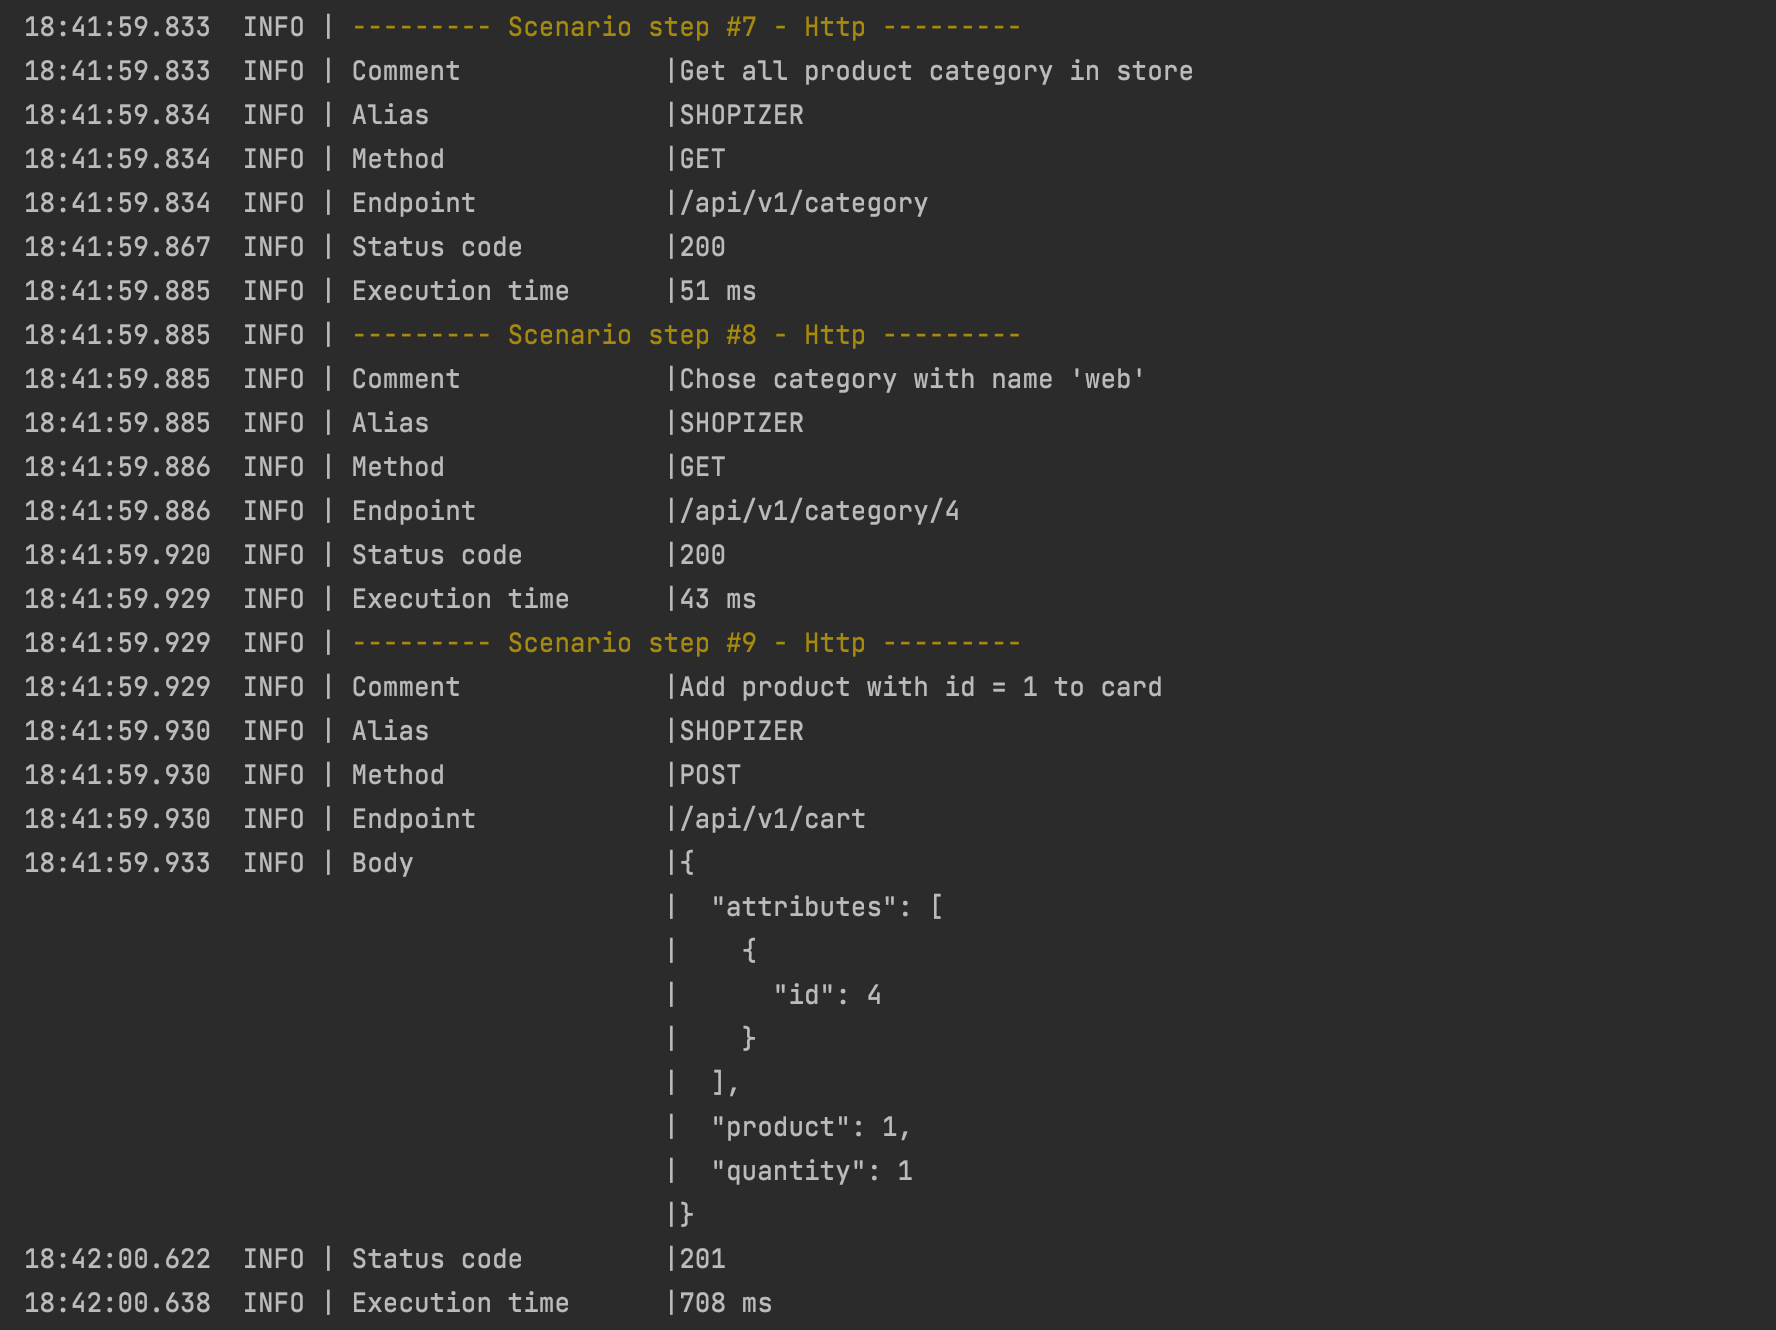 18:41:59.833  INFO | --------- Scenario step #7 - Http ---------
18:41:59.833  INFO | Comment             |Get all product category in store
18:41:59.834  INFO | Alias               |SHOPIZER
18:41:59.834  INFO | Method              |GET
18:41:59.834  INFO | Endpoint            |/api/v1/category
18:41:59.867  INFO | Status code         |200
18:41:59.885  INFO | Execution time      |51 ms
18:41:59.885  INFO | --------- Scenario step #8 - Http ---------
18:41:59.885  INFO | Comment             |Chose category with name 'web'
18:41:59.885  INFO | Alias               |SHOPIZER
18:41:59.886  INFO | Method              |GET
18:41:59.886  INFO | Endpoint            |/api/v1/category/4
18:41:59.920  INFO | Status code         |200
18:41:59.929  INFO | Execution time      |43 ms
18:41:59.929  INFO | --------- Scenario step #9 - Http ---------
18:41:59.929  INFO | Comment             |Add product with id = 1 to card
18:41:59.930  INFO | Alias               |SHOPIZER
18:41:59.930  INFO | Method              |POST
18:41:59.930  INFO | Endpoint            |/api/v1/cart
18:41:59.933  INFO | Body                |{
                                         |  "attributes": [
                                         |    {
                                         |      "id": 4
                                         |    }
                                         |  ],
                                         |  "product": 1,
                                         |  "quantity": 1
                                         |}
18:42:00.622  INFO | Status code         |201
18:42:00.638  INFO | Execution time      |708 ms